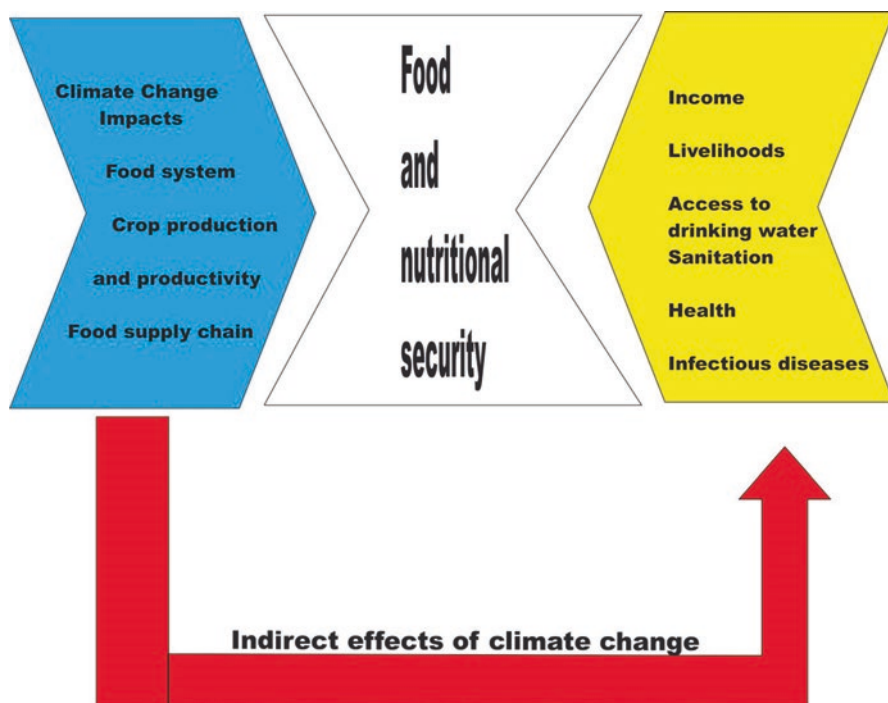 Climate Change
Impacts
Food system
Crop production
and productivity
Food supply chain
Food
and
nutritional
security
Income
Livelihoods
Access to
drinking water
Sanitation
Health
Infectious diseases
Indirect effects of climate change